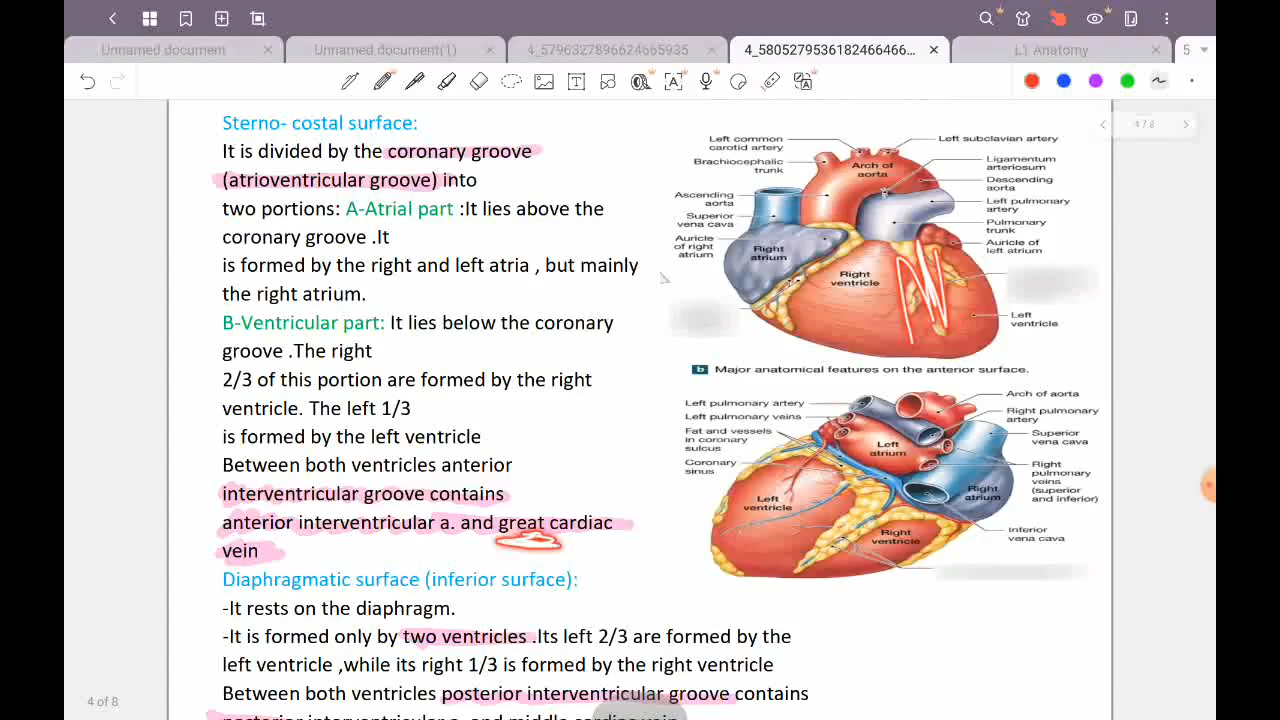 Unnamed document
Unnamed document(1)
4_5796327896624665935
4_5805279536182466466...
L'| Anatomy
5
4 / 8
Sterno- costal surface:
It is divided by the coronary groove
(atrioventricular groove) into
two portions: A-Atrial part :It lies above the
coronary groove .It
is formed by the right and left atria , but mainly
the right atrium.
B-Ventricular part: It lies below the coronary
groove .The right
2/3 of this portion are formed by the right
ventricle. The left 1/3
is formed by the left ventricle
Between both ventricles anterior
interventricular groove contains
anterior interventricular a. and great cardiac
vein
Diaphragmatic surface (inferior surface):
-It rests on the diaphragm.
-It is formed only by two ventricles .Its left 2/3 are formed by the
left ventricle ,while its right 1/3 is formed by the right ventricle
Between both ventricles posterior interventricular groove contains
posterior interventricular a. and middle cardiac vein
4 of 8
Left common
carotid artery
Brachiocephalic
trunk
Ascending
aorta
Superior
vena cava
Auricle
of right
atrium
Arch of
aorta
Right
atrium
Right
ventricle
Left subclavian artery
Ligamentum
arteriosum
Descending
aorta
Left pulmonary
artery
Pulmonary
trunk
Auricle of
left atrium
Left
ventricle
b Major anatomical features on the anterior surface.
Left pulmonary artery
Left pulmonary veins
Fat and vessels
in coronary
sulcus
Coronary
sinus
Left
atrium
Left
ventricle
Right
atrium
Right
ventricle
Arch of aorta
Right pulmonary
artery
Superior
vena cava
Right
pulmonary
veins
(superior
and inferior)
Inferior
vena cava